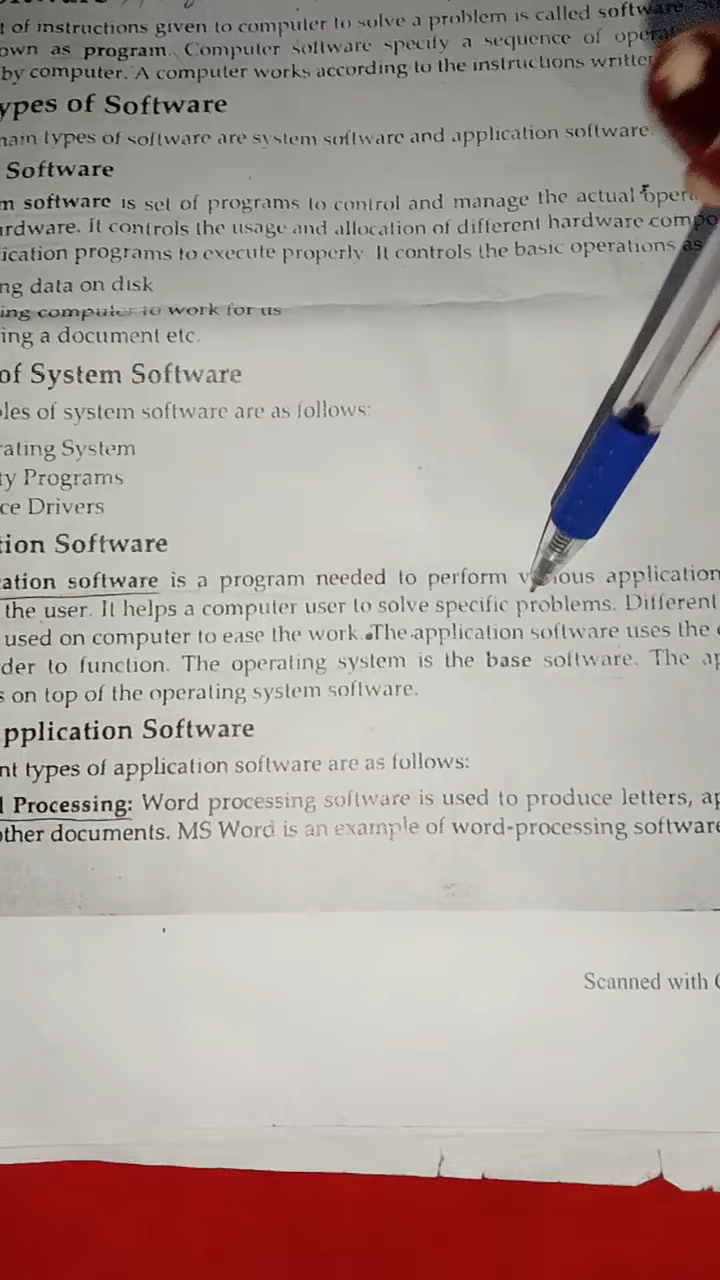 t of instructions given to computer to solve a problem is called software
own as program. Computer software specify a sequence of opera
by computer. A computer works according to the instructions written
ypes of Software
main types of software are system software and application software.
Software
m software is set of programs to control and manage the actual opera
ardware. It controls the usage and allocation of different hardware compo
ication programs to execute properly. It controls the basic operations as
ng data on disk
ing computer to work for us
ing a document etc.
of System Software
les of system software are as follows:
rating System
ty Programs
ce Drivers
tion Software
ation software is a program needed to perform various application
the user. It helps a computer user to solve specific problems. Different
used on computer to ease the work. The application software uses the
der to function. The operating system is the base software. The ap
s on top of the operating system software.
pplication Software
nt types of application software are as follows:
Processing: Word processing software is used to produce letters, ap
other documents. MS Word is an example of word-processing software
Scanned with